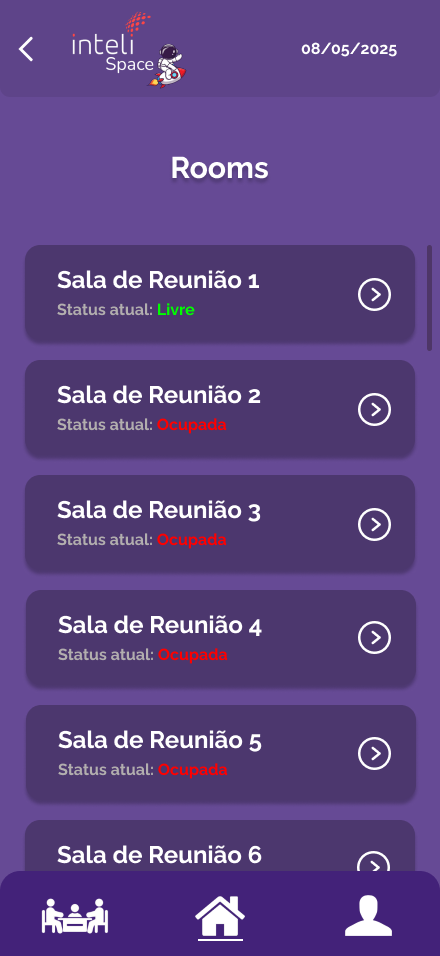 inteli
Space
08/05/2025
Rooms
Sala de Reunião 1
Status atual: Livre
Sala de Reunião 2
Status atual: Ocupada
Sala de Reunião 3
Status atual: Ocupada
Sala de Reunião 4
Status atual: Ocupada
Sala de Reunião 5
Status atual: Ocupada
Sala de Reunião 6